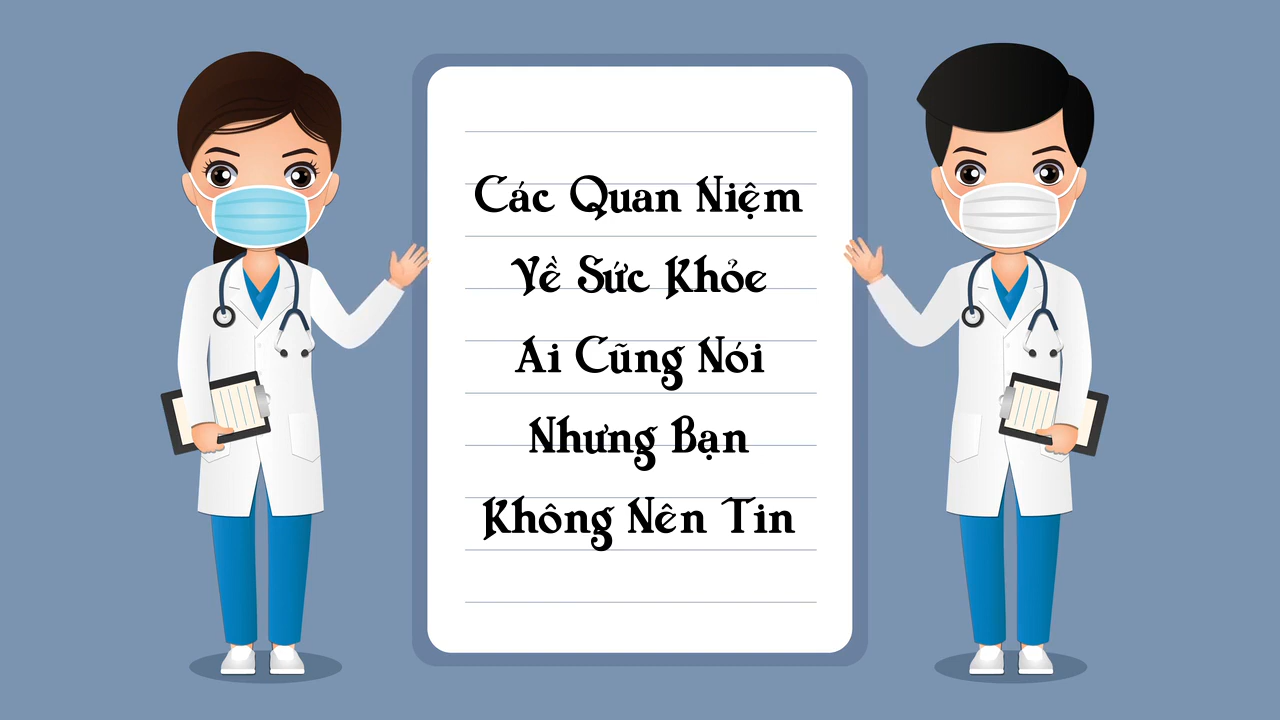 Các Quan Niệm
Về Sức Khỏe
Ai Cũng Nói
Nhưng Bạn
Không Nên Tin